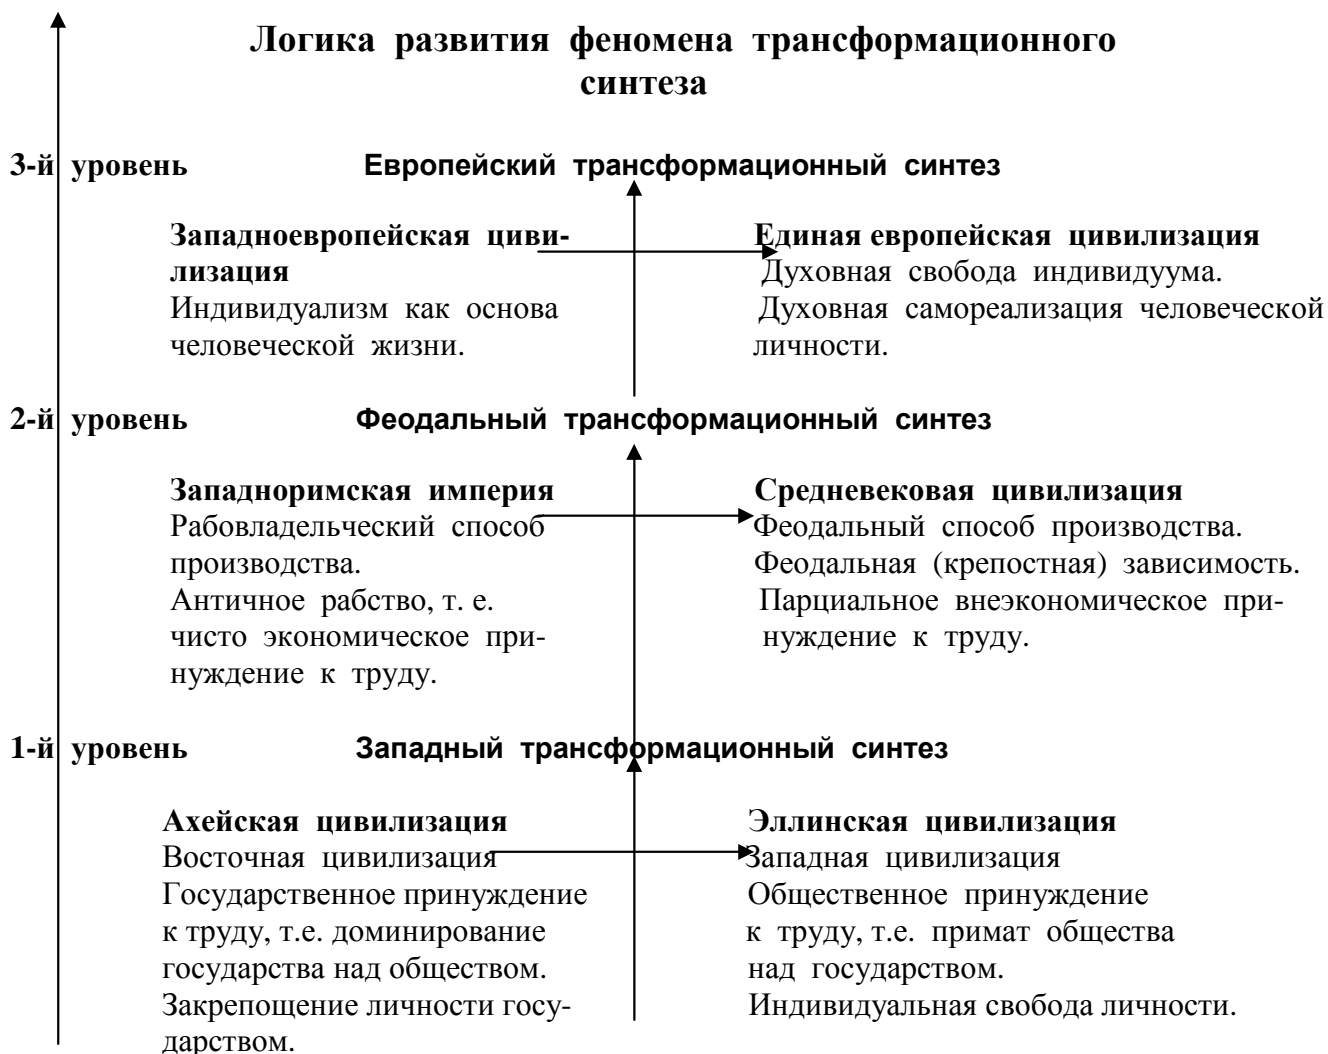 Логика развития феномена трансформационного
синтеза
3-й уровень Европейский трансформационный синтез
Западноевропейская циви-
лизация
Индивидуализм как основа
человеческой жизни.
Единая европейская цивилизация
Духовная свобода индивидуума.
Духовная самореализация человеческой
личности.
2-й уровень Феодальный трансформационный синтез
Западноримская империя
Рабовладельческий способ
производства.
Античное рабство, т. е.
чисто экономическое при-
нуждение к труду.
Средневековая цивилизация
Феодальный способ производства.
Феодальная (крепостная) зависимость.
Парциальное внеэкономическое при-
нуждение к труду.
1-й уровень Западный трансформационный синтез
Ахейская цивилизация
Восточная цивилизация
Государственное принуждение
к труду, т.е. доминирование
государства над обществом.
Закрепощение личности госу-
дарством.
Эллинская цивилизация
Западная цивилизация
Общественное принуждение
к труду, т.е. примат общества
над государством.
Индивидуальная свобода личности.